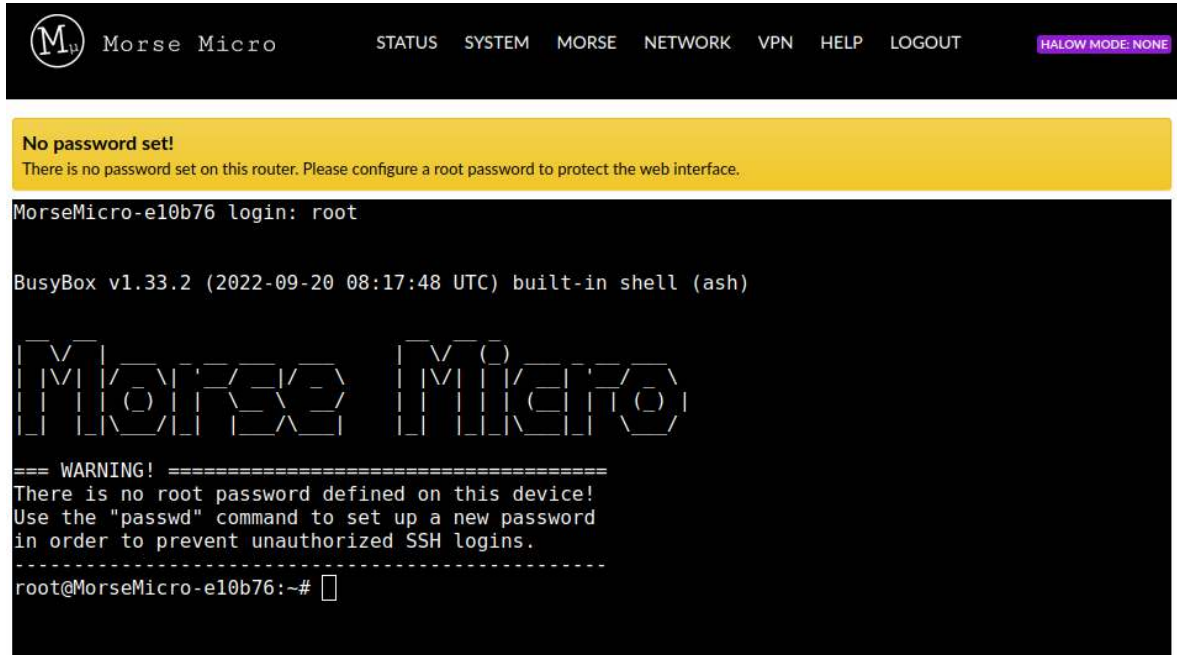 Mμ Morse Micro STATUS SYSTEM MORSE NETWORK VPN HELP LOGOUT HALOW MODE: NONE
No password set!
There is no password set on this router. Please configure a root password to protect the web interface.
MorseMicro-e10b76 login: root
BusyBox v1.33.2 (2022-09-20 08:17:48 UTC) built-in shell (ash)
Morse Micro
=== WARNING! =====================================
There is no root password defined on this device!
Use the "passwd" command to set up a new password
in order to prevent unauthorized SSH logins.
--------------------------------------------------
root@MorseMicro-e10b76:~#